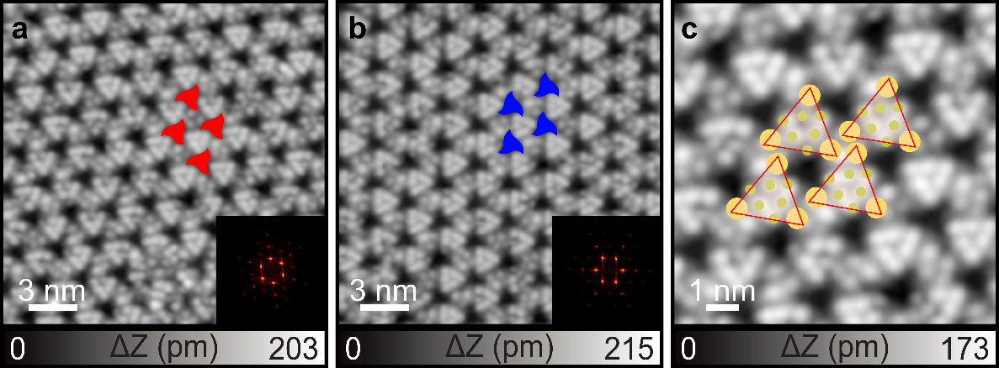 a
b
c
3 nm
3 nm
1 nm
0 ΔZ (pm) 203
0 ΔZ (pm) 215
0 ΔZ (pm) 173